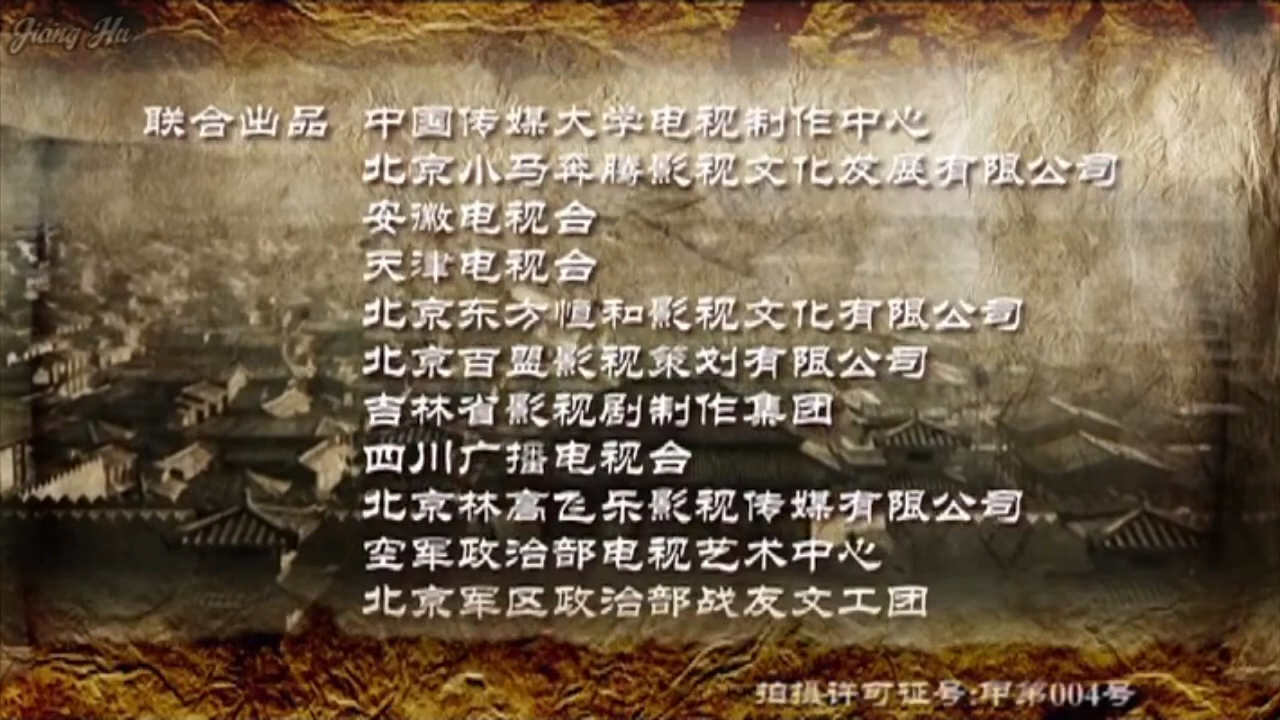 Jiang Hu
联合出品 中国传媒大学电视制作中心
北京小马奔腾影视文化发展有限公司
安徽电视台
天津电视台
北京东方恒和影视文化有限公司
北京百盟影视策划有限公司
吉林省影视剧制作集团
四川广播电视台
北京林高飞乐影视传媒有限公司
空军政治部电视艺术中心
北京军区政治部战友文工团
拍摄许可证号:甲第004号